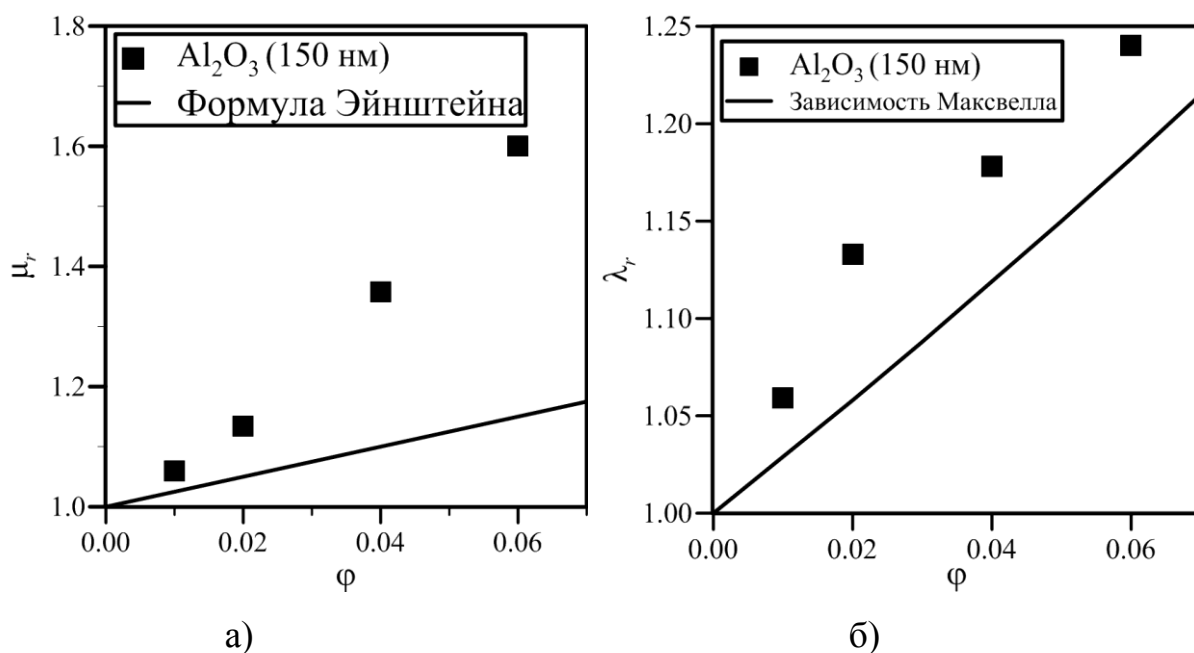 1.8
Al₂O₃ (150 нм)
Формула Эйнштейна
1.6
μᵣ
1.4
1.2
1.0
0.00 0.02 0.04 0.06
φ
а)
1.25
Al₂O₃ (150 нм)
Зависимость Максвелла
1.20
1.15
λᵣ
1.10
1.05
1.00
0.00 0.02 0.04 0.06
φ
б)